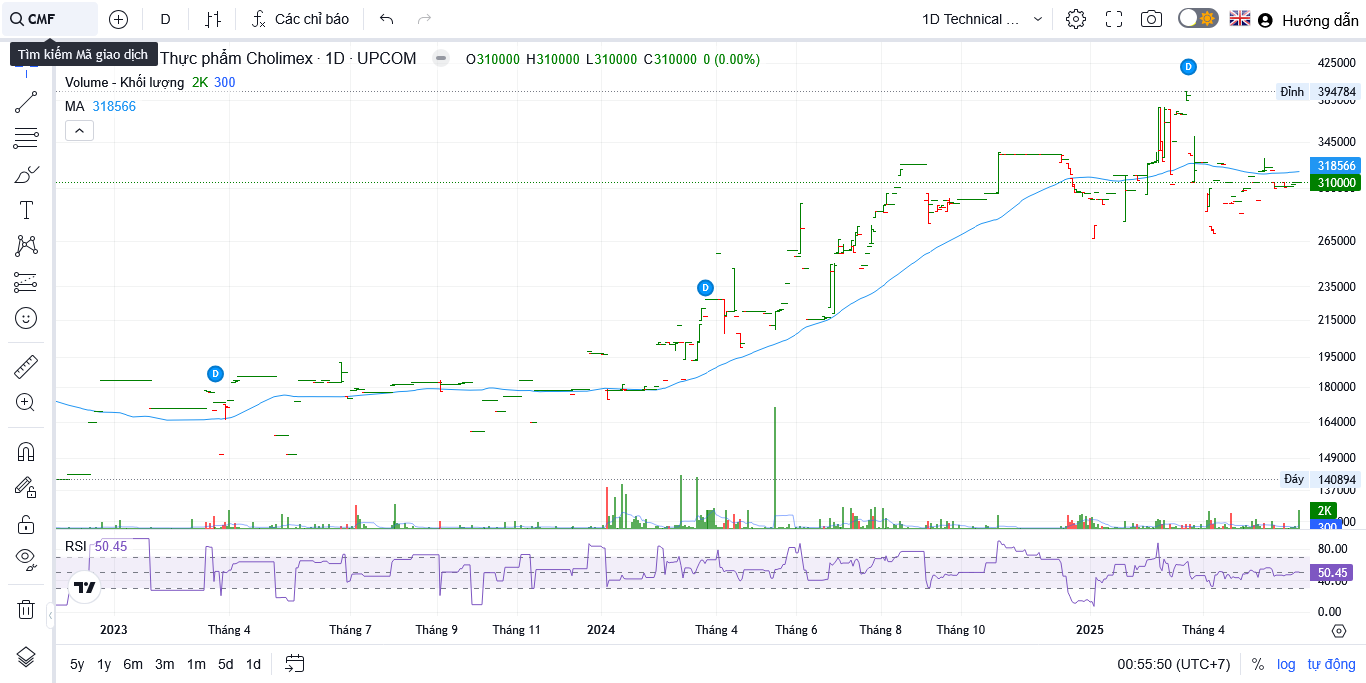 CMF D Các chỉ báo 1D Technical ... Hướng dẫn
Tìm kiếm Mã giao dịch
Thực phẩm Cholimex · 1D · UPCOM O310000 H310000 L310000 C310000 0 (0.00%)
Volume - Khối lượng 2K 300
MA 318566
D
D
D
425000
Đỉnh 394784
385000
345000
318566
310000
265000
235000
215000
195000
180000
164000
149000
Đáy 140894
137000
2K
300
RSI 50.45
80.00
50.45
40.00
0.00
2023 Tháng 4 Tháng 7 Tháng 9 Tháng 11 2024 Tháng 4 Tháng 6 Tháng 8 Tháng 10 2025 Tháng 4
5y 1y 6m 3m 1m 5d 1d 00:55:50 (UTC+7) % log tự động